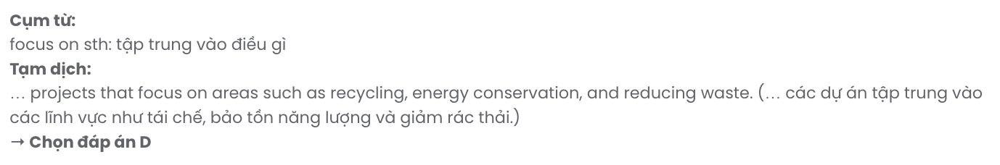 Cụm từ:
focus on sth: tập trung vào điều gì
Tạm dịch:
… projects that focus on areas such as recycling, energy conservation, and reducing waste. (… các dự án tập trung vào
các lĩnh vực như tái chế, bảo tồn năng lượng và giảm rác thải.)
→ Chọn đáp án D